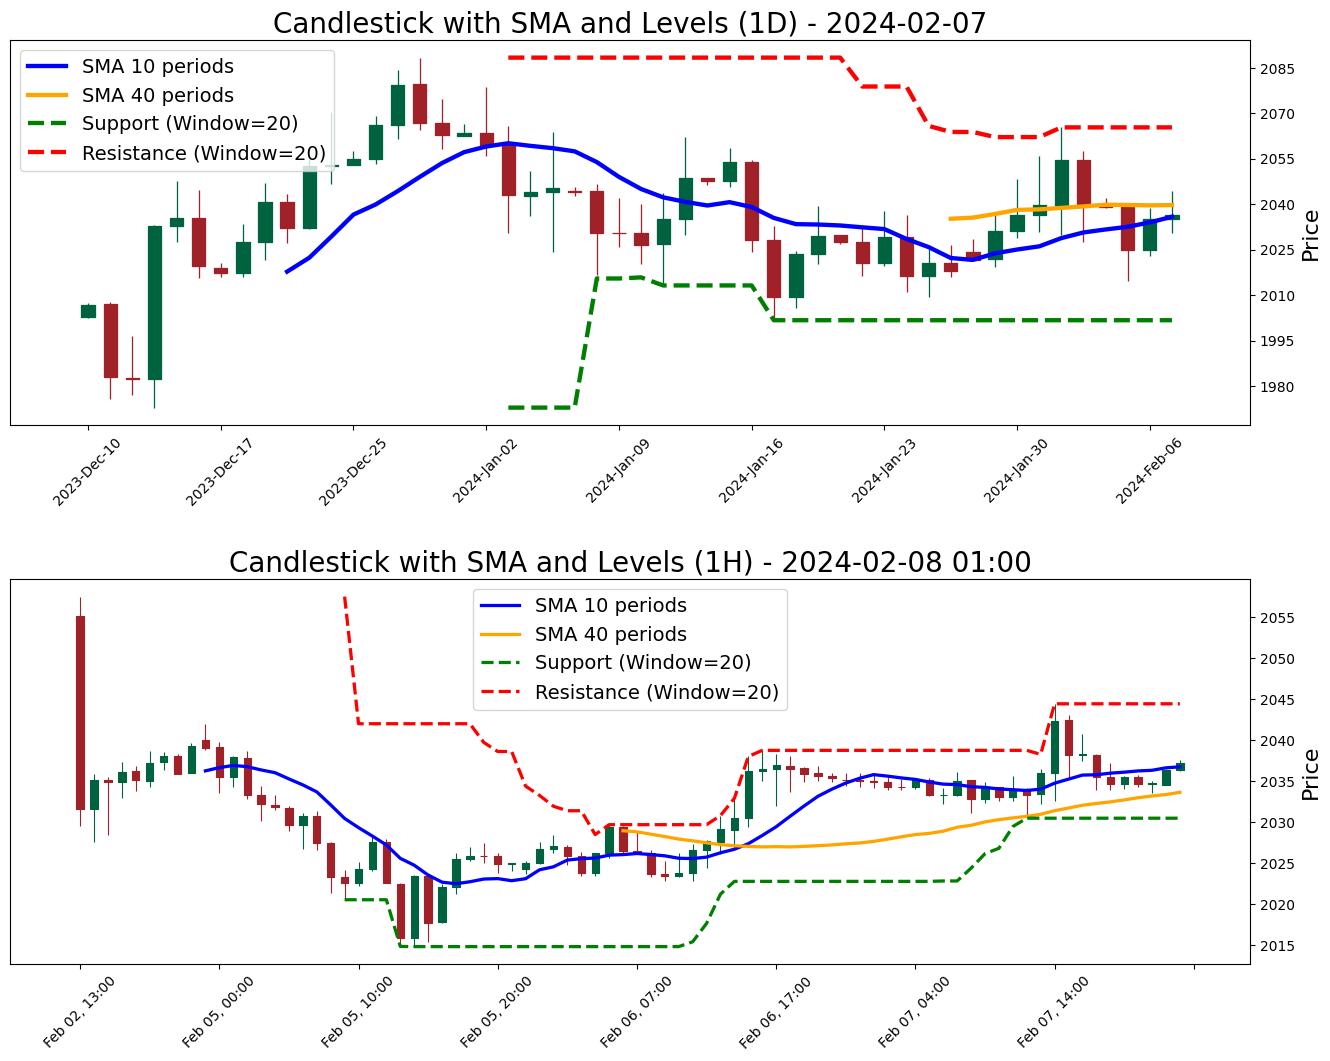 Candlestick with SMA and Levels (1D) - 2024-02-07
SMA 10 periods
SMA 40 periods
Support (Window=20)
Resistance (Window=20)
2085
2070
2055
2040
2025
2010
1995
1980
Price
2023-Dec-10
2023-Dec-17
2023-Dec-25
2024-Jan-02
2024-Jan-09
2024-Jan-16
2024-Jan-23
2024-Jan-30
2024-Feb-06
Candlestick with SMA and Levels (1H) - 2024-02-08 01:00
SMA 10 periods
SMA 40 periods
Support (Window=20)
Resistance (Window=20)
2055
2050
2045
2040
2035
2030
2025
2020
2015
Price
Feb 02, 13:00
Feb 05, 00:00
Feb 05, 10:00
Feb 05, 20:00
Feb 06, 07:00
Feb 06, 17:00
Feb 07, 04:00
Feb 07, 14:00